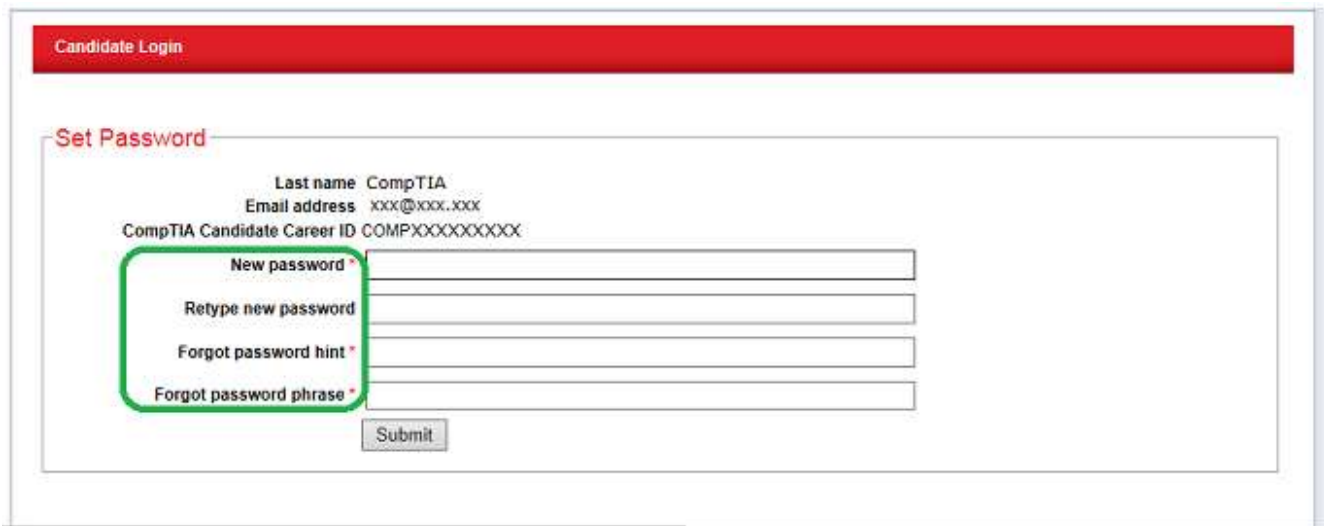 Candidate Login
Set Password
Last name CompTIA
Email address xxx@xxx.xxx
CompTIA Candidate Career ID COMPXXXXXXXXX
New password *
Retype new password
Forgot password hint *
Forgot password phrase *
Submit